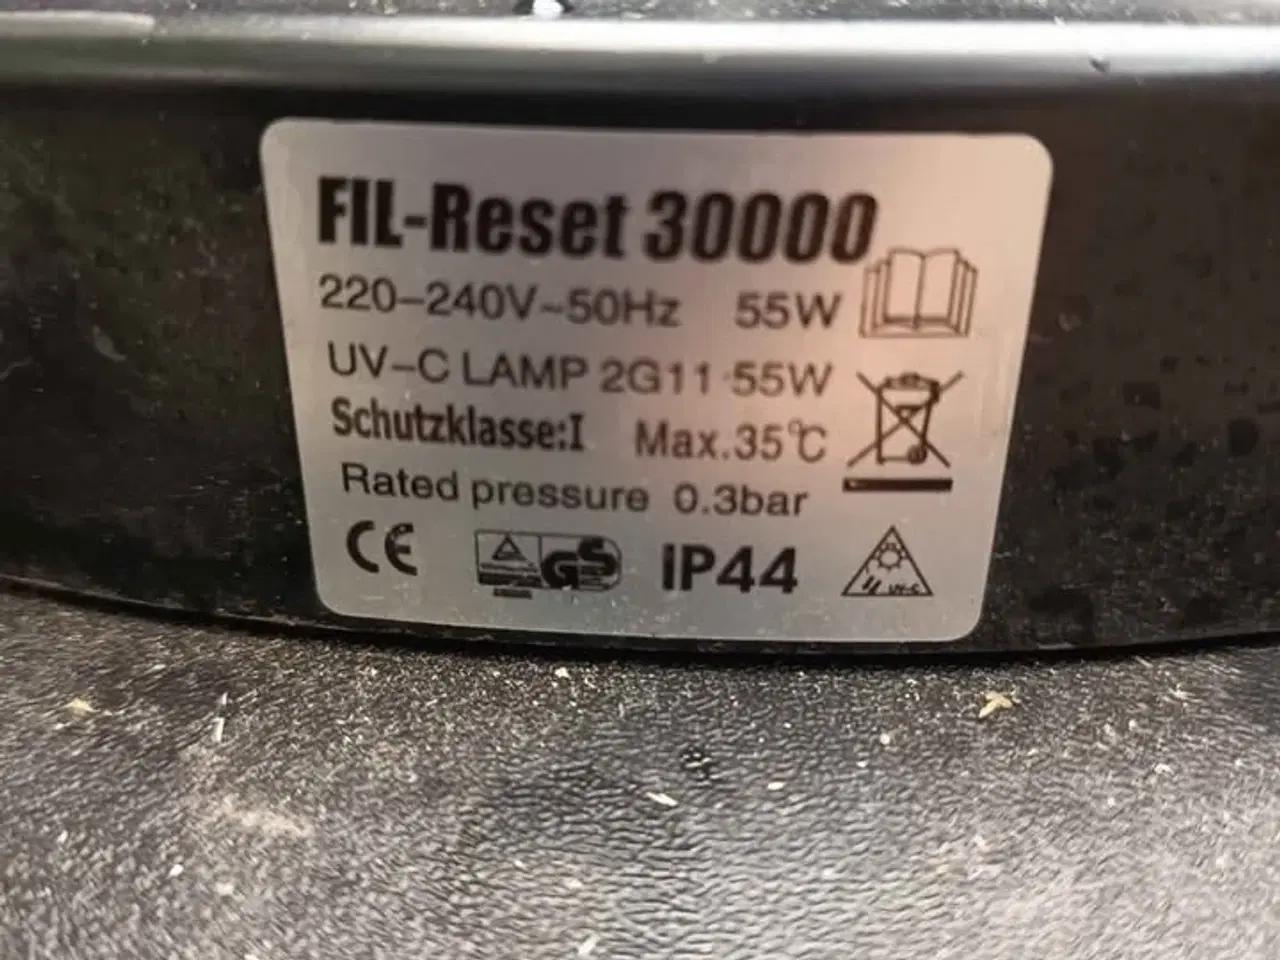 FIL-Reset 30000
220-240V~50Hz 55W
UV-C LAMP 2G11 55W
Schutzklasse:I Max.35℃
Rated pressure 0.3bar
CE GS IP44 UV-C